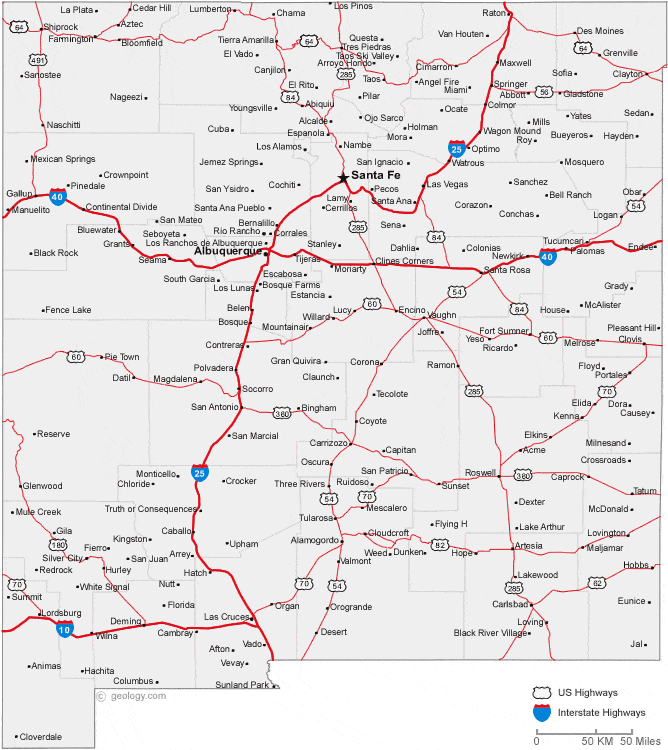 Los Pinos
Cedar Hill
La Plata
Lumberton
Chama
Raton
64
Shiprock
Aztec
Farmington
Bloomfield
Tierra Amarilla
64
Questa
Tres Piedras
Van Houten
Des Moines
64
Grenville
El Vado
Taos Ski Valley
Arroyo Hondo
491
Sanostee
Canjilon
285
Taos
Cimarron
Maxwell
Sofia
Clayton
El Rito
Angel Fire
Miami
Springer
Abbott
56
Gladstone
Nageezi
84
Abiquiu
Pilar
Youngsville
Ocate
Colmor
Naschitti
Alcalde
Ojo Sarco
Yates
Sedan
Cuba
Espanola
Holman
Mora
Wagon Mound
Mills
Roy
Bueyeros
Hayden
Los Alamos
Nambe
25
Optimo
Mexican Springs
Jemez Springs
San Ignacio
Watrous
Mosquero
Crownpoint
Santa Fe
Pinedale
San Ysidro
Cochiti
Pecos
Las Vegas
Sanchez
Gallup
40
Bell Ranch
Obar
Manuelito
Continental Divide
Santa Ana Pueblo
Lamy
Cerrillos
Santa Ana
Corazon
54
San Mateo
Conchas
Logan
Bluewater
Seboyeta
Bernalillo
Rio Rancho
Corrales
285
Sena
84
Grants
Los Ranchos de Albuquerque
Stanley
Dahlia
Colonias
Tucumcari
Palomas
Endee
Black Rock
Seama
Albuquerque
Tijeras
Clines Corners
Newkirk
40
Moriarty
Santa Rosa
South Garcia
Escabosa
Bosque Farms
Los Lunas
Estancia
54
Grady
Fence Lake
Belen
Willard
Lucy
60
Encino
Vaughn
84
House
McAlister
Bosque
Mountainair
Joffre
Fort Sumner
60
Pleasant Hill
Yeso
Ricardo
Melrose
Clovis
Contreras
60
Pie Town
Gran Quivira
Corona
Ramon
Floyd
Portales
Polvadera
Datil
Magdalena
Claunch
Socorro
Tecolote
285
70
San Antonio
380
Bingham
Elida
Dora
Causey
Kenna
Coyote
Reserve
San Marcial
Elkins
Carrizozo
Capitan
Acme
Milnesand
Oscura
Crossroads
Monticello
25
San Patricio
Roswell
380
Caprock
Glenwood
Chloride
Crocker
Three Rivers
Ruidoso
Sunset
Tatum
54
70
Mule Creek
Truth or Consequences
Mescalero
Dexter
McDonald
Tularosa
Gila
Caballo
Flying H
Lake Arthur
Kingston
Cloudcroft
Lovington
180
Fierro
Upham
Alamogordo
82
Artesia
Silver City
San Juan
Arrey
Weed
Dunken
Hope
Maljamar
Redrock
Hurley
Hatch
Valmont
Hobbs
70
White Signal
Nutt
70
54
Lakewood
285
62
Summit
Florida
Organ
Orogrande
Carlsbad
Eunice
Lordsburg
Deming
Las Cruces
Loving
10
Wilna
Cambray
Desert
Black River Village
Vado
Jal
Animas
Afton
Hachita
Vevay
Columbus
Sunland Park
© geology.com
US Highways
Interstate Highways
Cloverdale
0 50 KM 50 Miles